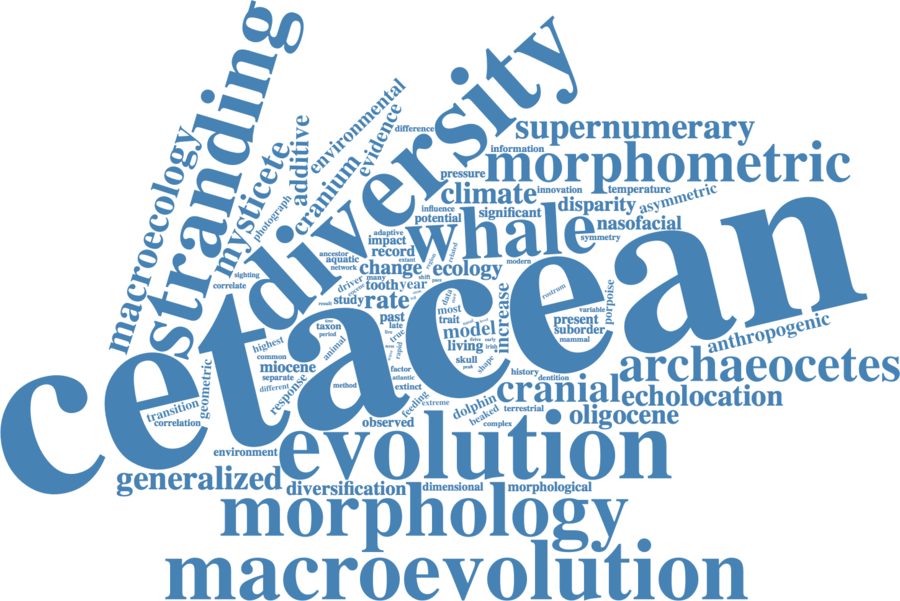 stranding
diversity
macroecology
mysticete
additive
environmental
evidence
cranium
photograph
difference
supernumerary
information
morphometric
pressure
climate
innovation
temperature
disparity
asymmetric
influence
potential
significant
nasofacial
whale
symmetry
adaptive
impact
record
ancestor
aquatic
network
extant
region
related
modern
change
ecology
sighting
correlate
driver
many
shift
tooth
year
rostrum
porpoise
cetacean
result
study
rate
data
most
trait
increase
variable
present
suborder
mammal
anthropogenic
past
late
taxon
period
true
rapid
model
living
early
skull
peak
shape
highest
animal
common
miocene
separate
different
response
geometric
method
factor
atlantic
extinct
history
dentition
archaeocetes
cranial
echolocation
transition
correlation
feeding
extreme
observed
dolphin
beaked
terrestrial
complex
oligocene
environment
evolution
generalized
diversification
dimensional
morphological
morphology
macroevolution